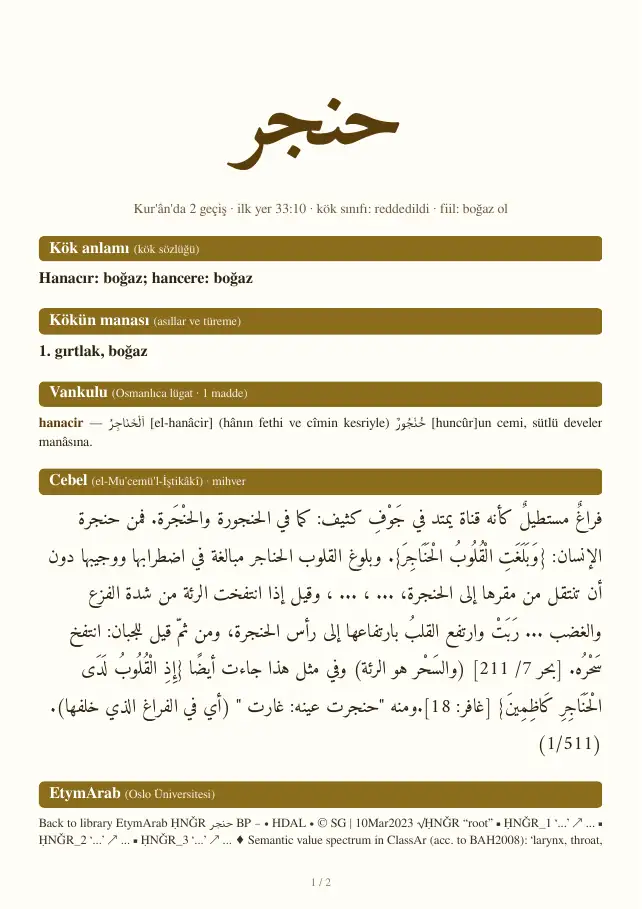 حنجر
Kur'ân'da 2 geçiş · ilk yer 33:10 · kök sınıfı: reddedildi · fiil: boğaz ol
Kök anlamı (kök sözlüğü)
Hanacır: boğaz; hancere: boğaz
Kökün manası (asıllar ve türeme)
1. gırtlak, boğaz
Vankulu (Osmanlıca lügat · 1 madde)
hanacir — اَلْحَنَاجِرُ [el-hanâcir] (hânın fethi ve cîmin kesriyle) حُنْجُورٌ [huncûr]un cemi, sütlü develer
manâsına.
Cebel (el-Mu'cemü'l-İştikâkî) · mihver
فراغٌ مستطيلٌ كأنه قناة يمتد في جَوْفِ كثيف: كما في الحنجورة والحنْجَرة. فمن حنجرة
الإنسان: {وَبَلَغَتِ الْقُلُوبُ الْحَنَاجِرَ}. وبلوغ القلوب الحناجر مبالغة في اضطرابها ووجيبها دون
أن تنتقل من مقرها إلى الحنجرة، ... ، ... ، وقيل إذا انتفخت الرئة من شدة الفزع
والغضب ... رَبَتْ وارتفع القلبُ بارتفاعها إلى رأس الحنجرة، ومن ثمّ قيل للجبان: انتفخ
سَحْرُه. [بحر 7/ 211] (والسَحْر هو الرئة) وفي مثل هذا جاءت أيضًا {إِذِ الْقُلُوبُ لَدَى
الْحَنَاجِرِ كَاظِمِينَ} [غافر: 18].ومنه "حنجرت عينه: غارت " (أي في الفراغ الذي خلفها).
(1/511)
EtymArab (Oslo Üniversitesi)
Back to library EtymArab ḤNǦR حنجر BP – • HDAL • © SG | 10Mar2023 √ḤNǦR “root” ▪ ḤNǦR_1 ‘...’ ↗ ... ▪
ḤNǦR_2 ‘...’ ↗ ... ▪ ḤNǦR_3 ‘...’ ↗ ... ♦ Semantic value spectrum in ClassAr (acc. to BAH2008): ‘larynx, throat,
1 / 2